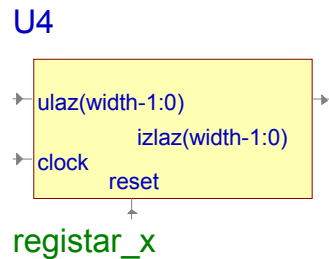 U4
ulaz(width-1:0)
izlaz(width-1:0)
clock
reset
registar_x